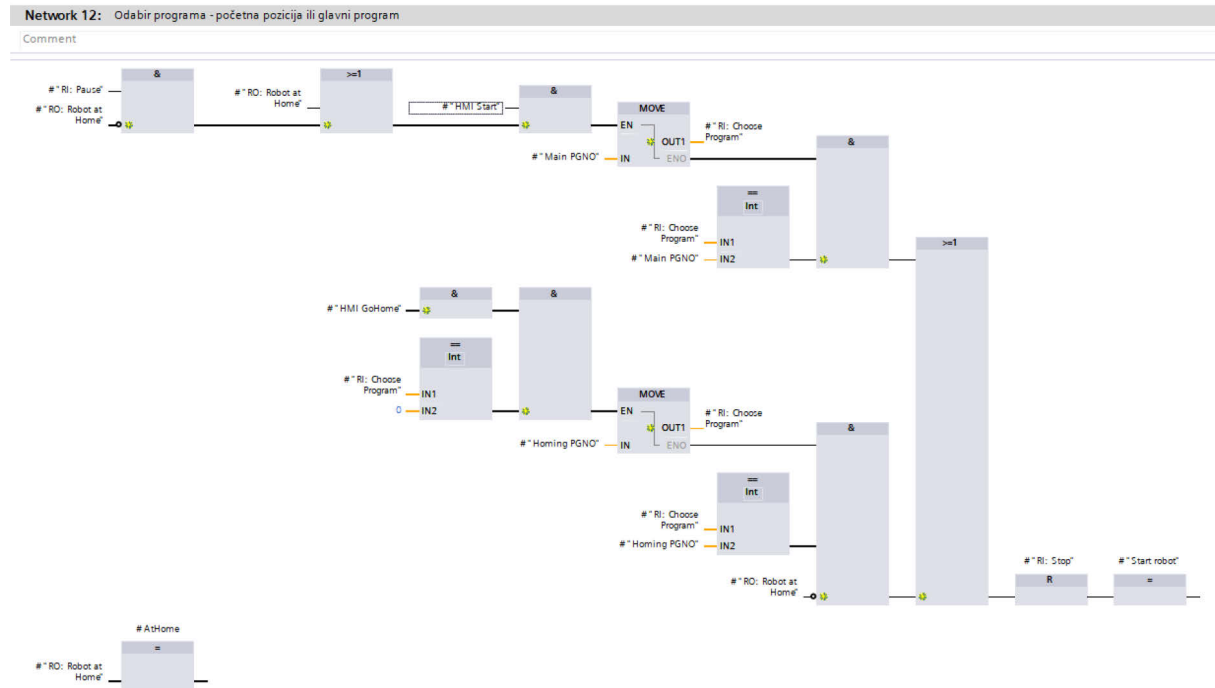 Network 12: Odabir programa - početna pozicija ili glavni program
Comment
&
#"RI: Pause"
#"RO: Robot at
Home"
>=1
#"RO: Robot at
Home"
&
#"HMI Start"
MOVE
EN
OUT1
#"RI: Choose
Program"
#"Main PGNO"
IN
ENO
&
==
Int
#"RI: Choose
Program"
IN1
#"Main PGNO"
IN2
>=1
&
#"HMI GoHome"
&
==
Int
#"RI: Choose
Program"
IN1
0
IN2
MOVE
EN
OUT1
#"RI: Choose
Program"
#"Homing PGNO"
IN
ENO
&
==
Int
#"RI: Choose
Program"
IN1
#"Homing PGNO"
IN2
#"RO: Robot at
Home"
#"RI: Stop"
R
#"Start robot"
=
#AtHome
=
#"RO: Robot at
Home"